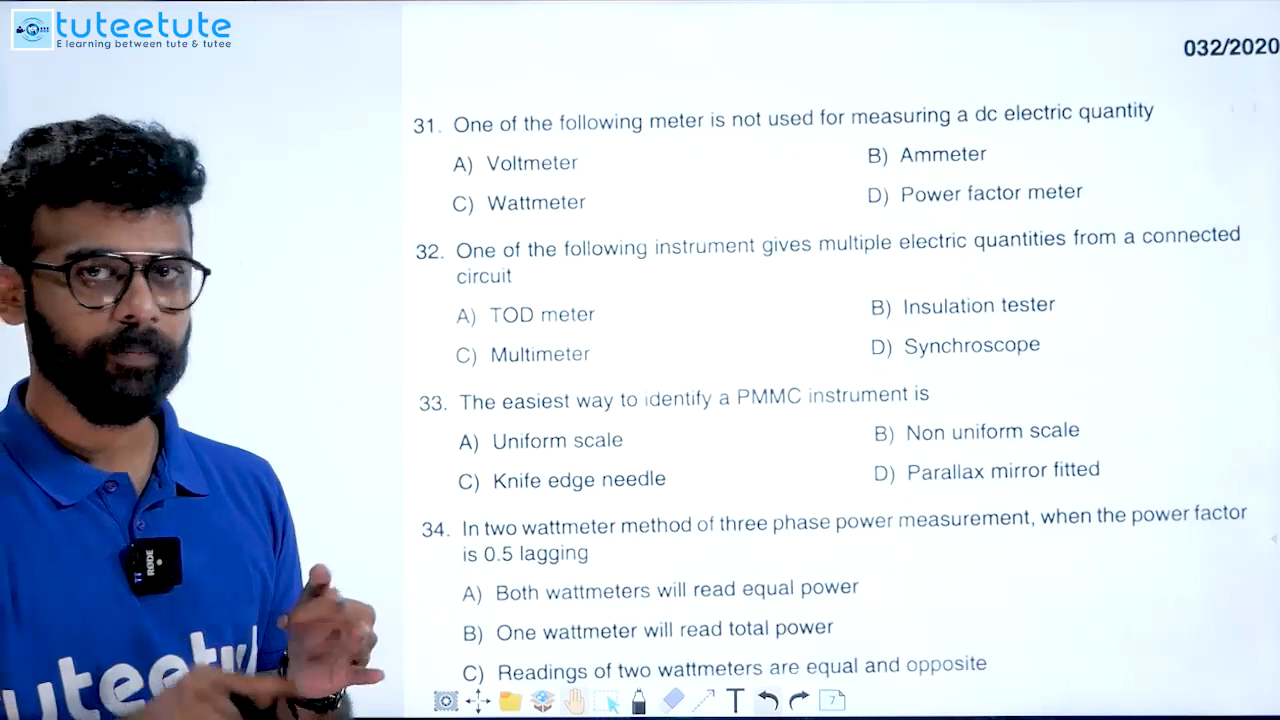 tuteetute
E learning between tute & tutee
032/2020
31. One of the following meter is not used for measuring a dc electric quantity
A) Voltmeter
B) Ammeter
C) Wattmeter
D) Power factor meter
32. One of the following instrument gives multiple electric quantities from a connected
circuit
A) TOD meter
B) Insulation tester
C) Multimeter
D) Synchroscope
33. The easiest way to identify a PMMC instrument is
A) Uniform scale
B) Non uniform scale
C) Knife edge needle
D) Parallax mirror fitted
34. In two wattmeter method of three phase power measurement, when the power factor
is 0.5 lagging
A) Both wattmeters will read equal power
B) One wattmeter will read total power
C) Readings of two wattmeters are equal and opposite
RODE
T
7